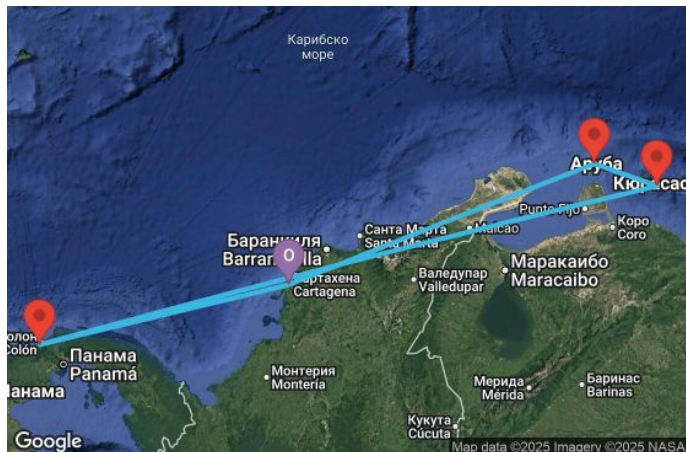 Карибско
море
Аруба
Кюрасао
Punto Fijo
Коро
Coro
Санта Марта
Santa Marta
Maicao
Баранкиля
Barranquilla
О
Картахена
Cartagena
Валедупар
Valledupar
Маракаибо
Maracaibo
Колон
Colón
Панама
Panamá
Панама
Монтерия
Montería
Мерида
Mérida
Баринас
Barinas
Кукута
Cúcuta
Google
Map data ©2025 Imagery ©2025 NASA